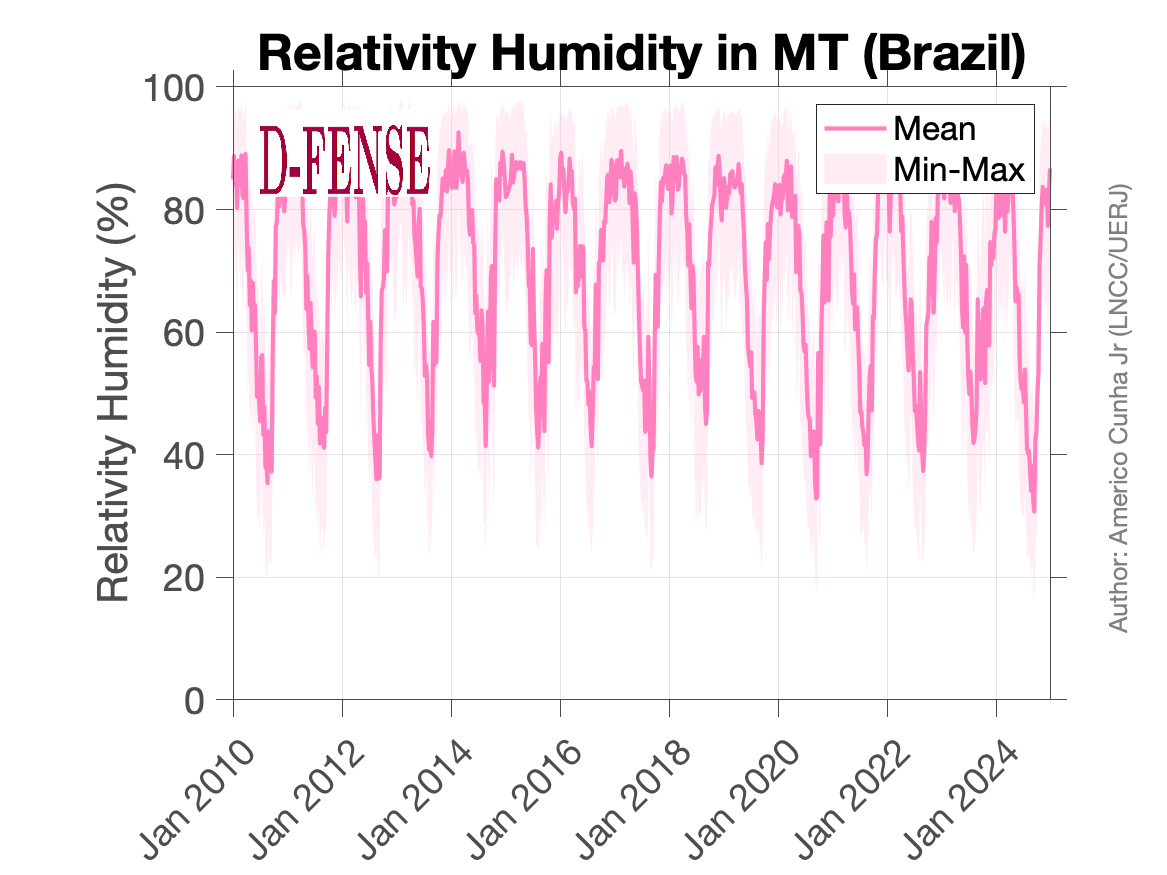 Relativity Humidity in MT (Brazil)
D-FENSE
Mean
Min-Max
Relativity Humidity (%)
100
80
60
40
20
0
Jan 2010
Jan 2012
Jan 2014
Jan 2016
Jan 2018
Jan 2020
Jan 2022
Jan 2024
Author: Americo Cunha Jr (LNCC/UERJ)